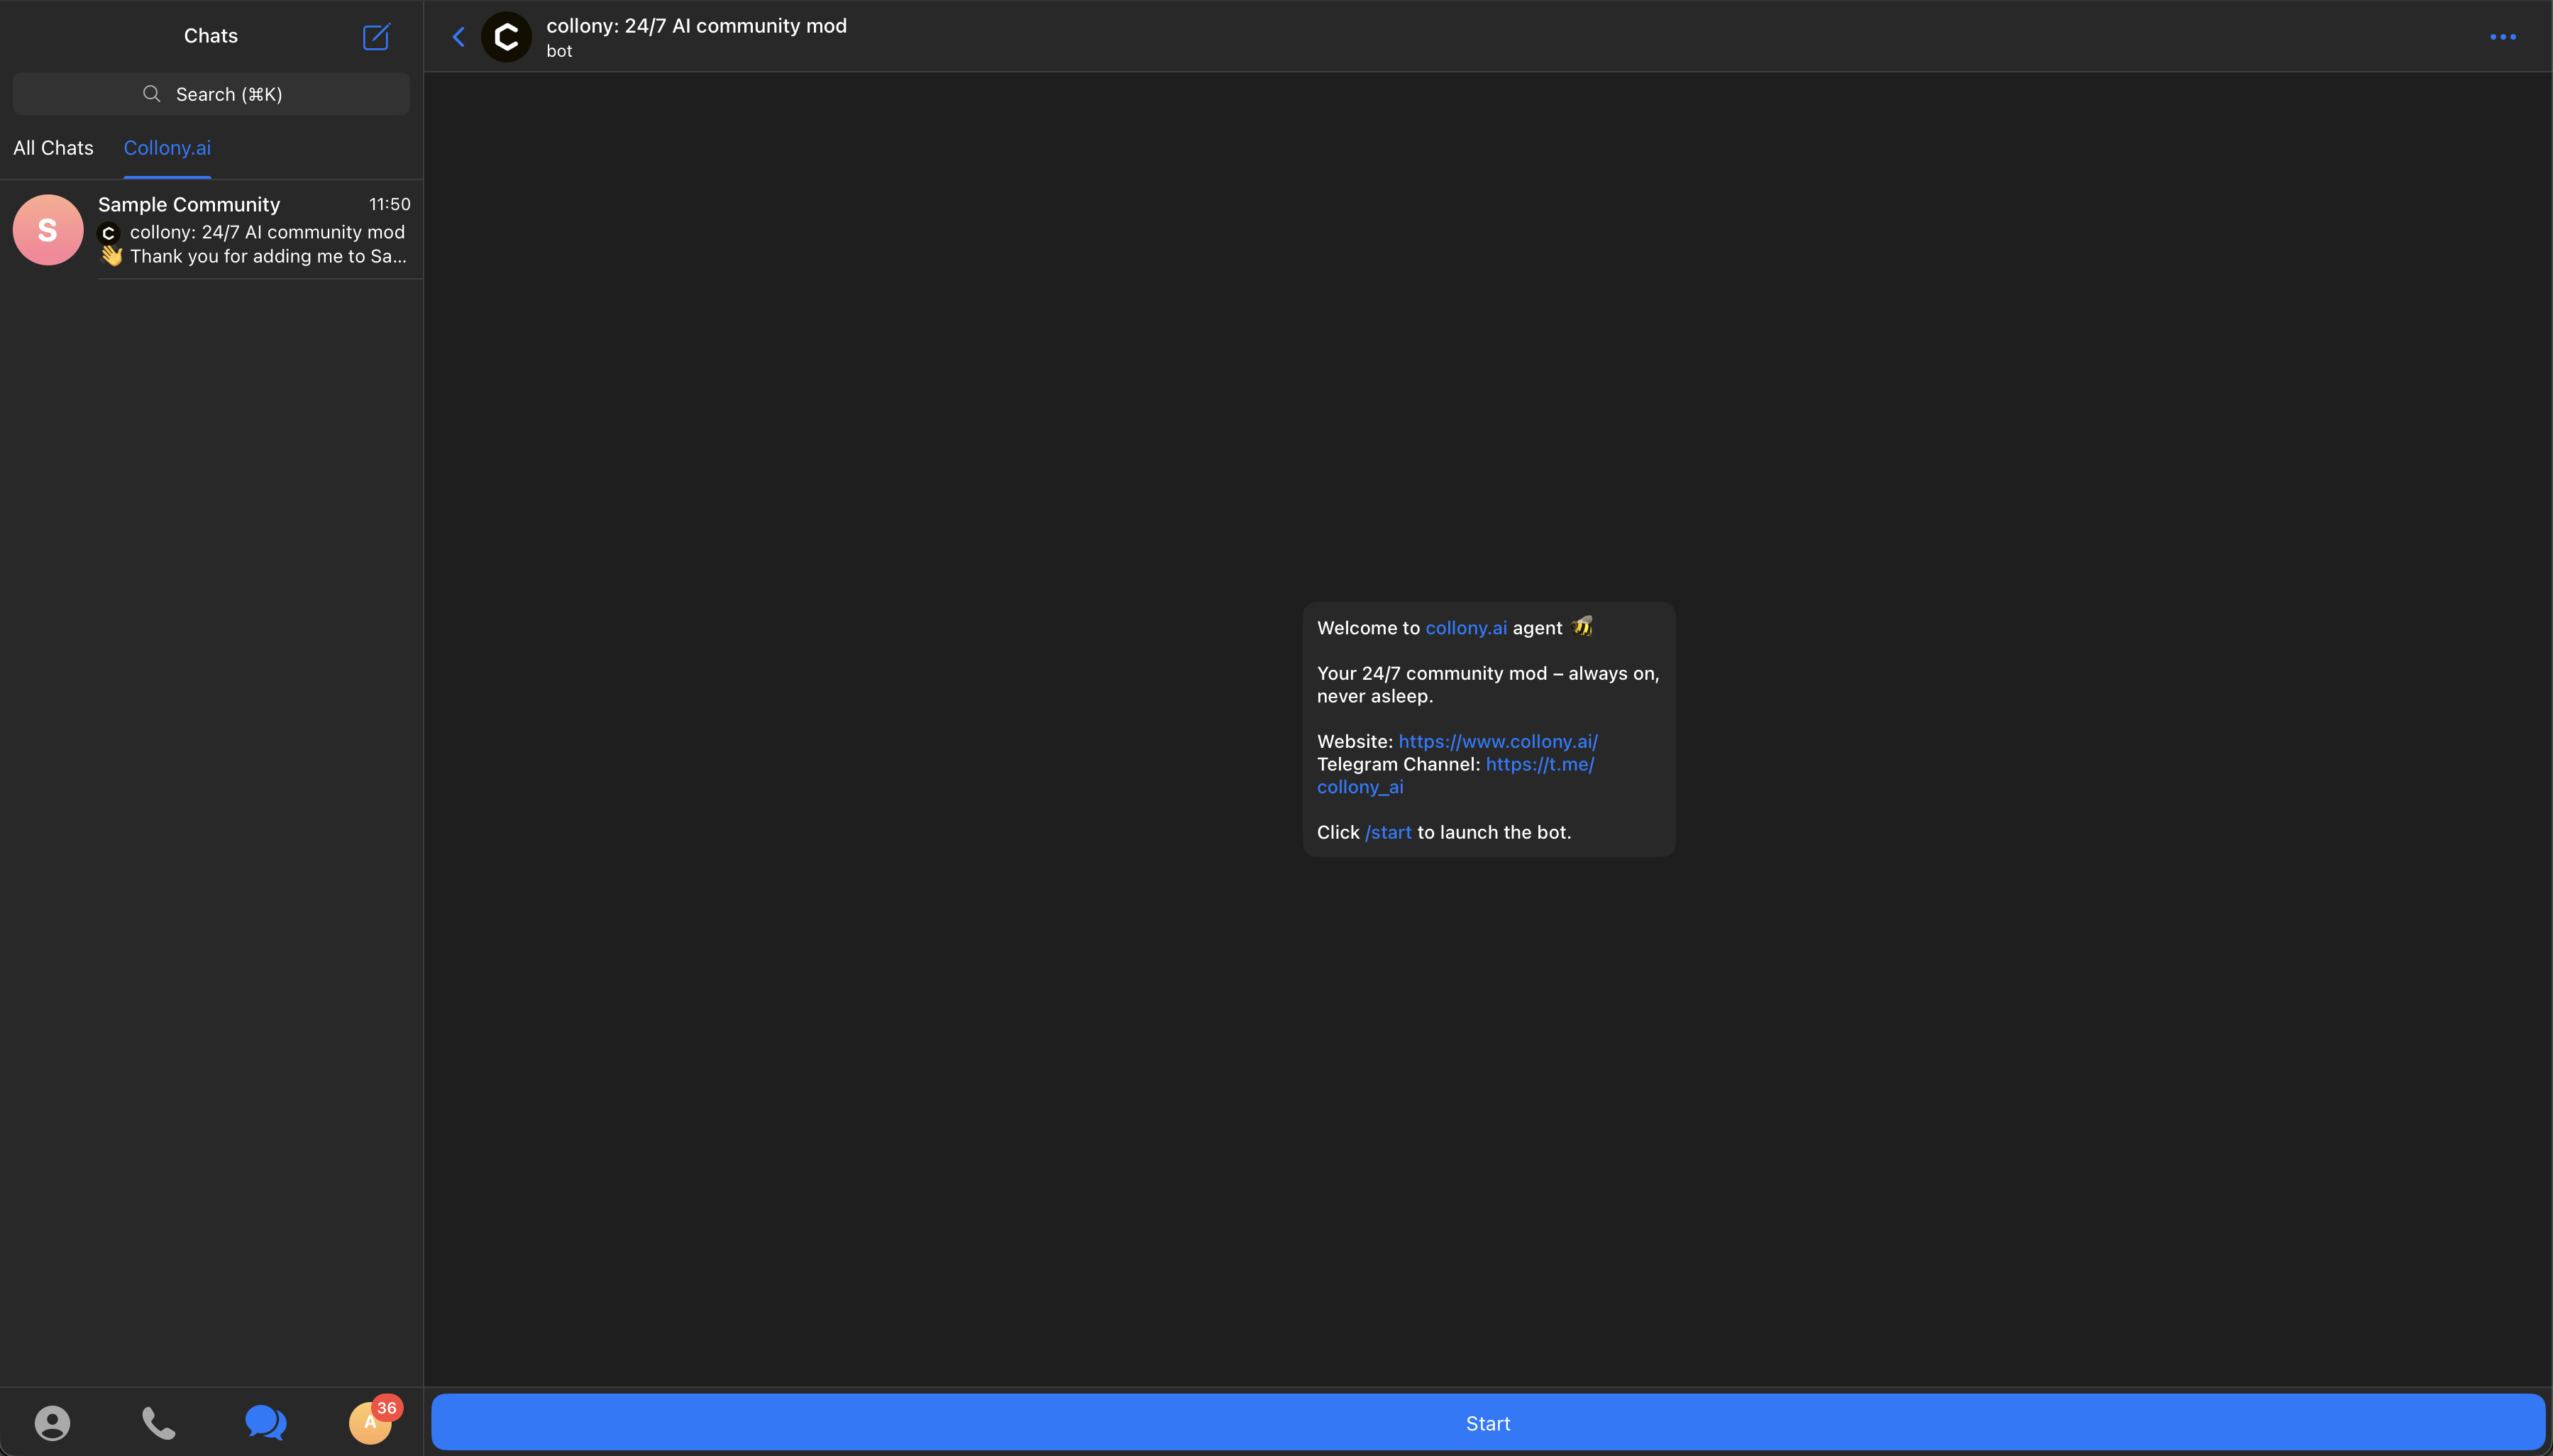 Chats
Search (⌘K)
All Chats
Collony.ai
S
Sample Community
11:50
collony: 24/7 AI community mod
👋 Thank you for adding me to Sa...
A
36
collony: 24/7 AI community mod
bot
Welcome to collony.ai agent 🐝
Your 24/7 community mod – always on,
never asleep.
Website: https://www.collony.ai/
Telegram Channel: https://t.me/
collony_ai
Click /start to launch the bot.
Start